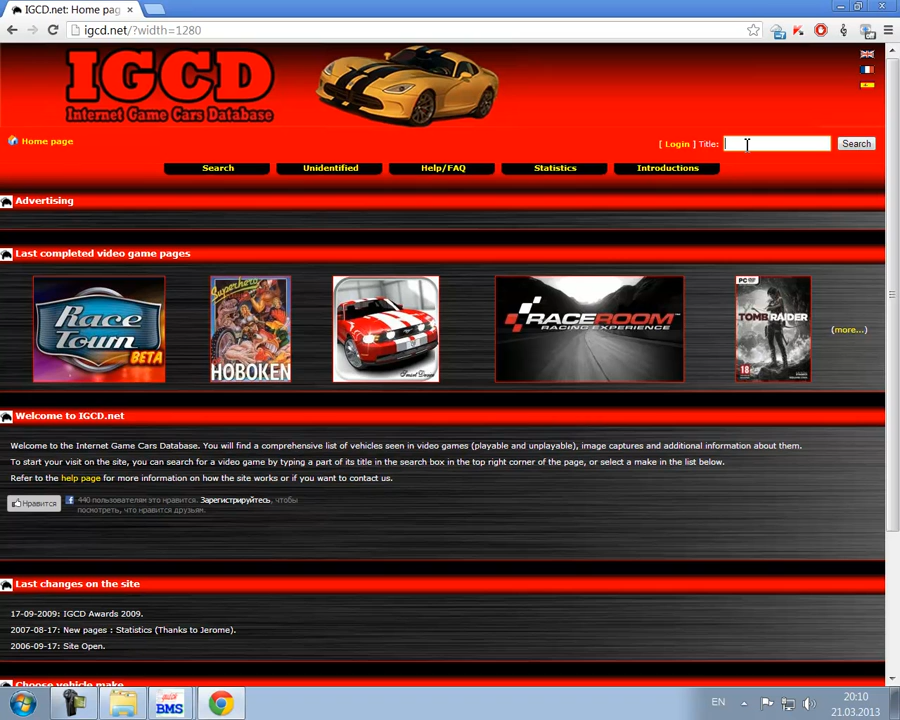 IGCD.net: Home pag
igcd.net/?width=1280
IGCD
Internet Game Cars Database
Home page
[ Login ] Title:
Search
Search
Unidentified
Help/FAQ
Statistics
Introductions
Advertising
Last completed video game pages
Race Town BETA
Superhero
HOBOKEN
RACEROOM
RACING EXPERIENCE
PC
TOMB RAIDER
18
(more...)
Welcome to IGCD.net
Welcome to the Internet Game Cars Database. You will find a comprehensive list of vehicles seen in video games (playable and unplayable), image captures and additional information about them.
To start your visit on the site, you can search for a video game by typing a part of its title in the search box in the top right corner of the page, or select a make in the list below.
Refer to the help page for more information on how the site works or if you want to contact us.
Нравится
440 пользователям это нравится. Зарегистрируйтесь, чтобы
посмотреть, что нравится друзьям.
Last changes on the site
17-09-2009: IGCD Awards 2009.
2007-08-17: New pages : Statistics (Thanks to Jerome).
2006-09-17: Site Open.
Choose vehicle make
quick
BMS
EN
20:10
21.03.2013